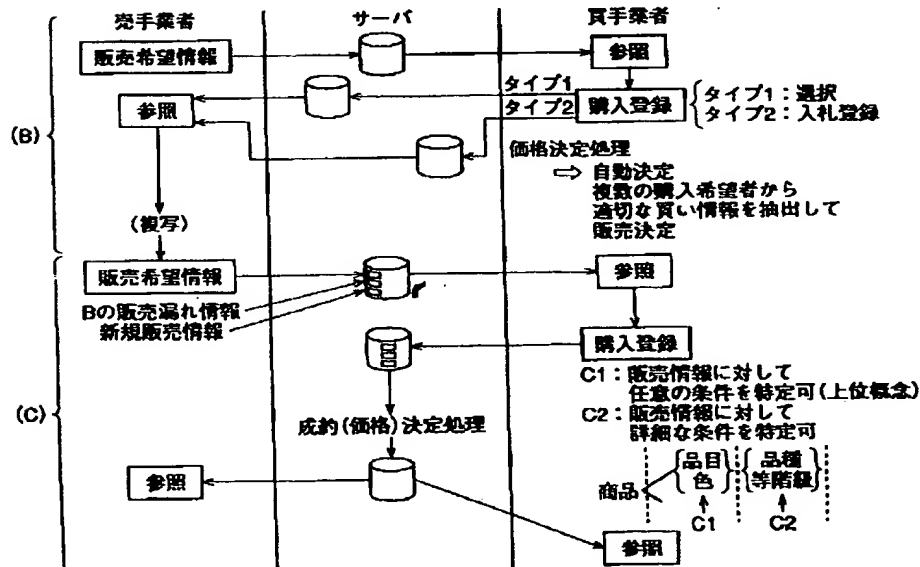 売手業者
サーバ
買手業者
(B)
販売希望情報
参照
参照
タイプ1
タイプ2
購入登録
タイプ1：選択
タイプ2：入札登録
価格決定処理
⇨ 自動決定
複数の購入希望者から
適切な買い情報を抽出して
販売決定
(複写)
(C)
販売希望情報
参照
Bの販売漏れ情報
新規販売情報
購入登録
C1：販売情報に対して
任意の条件を特定可(上位概念)
C2：販売情報に対して
詳細な条件を特定可
成約(価格)決定処理
参照
商品
品目
色
品種
等階級
C1
C2
参照